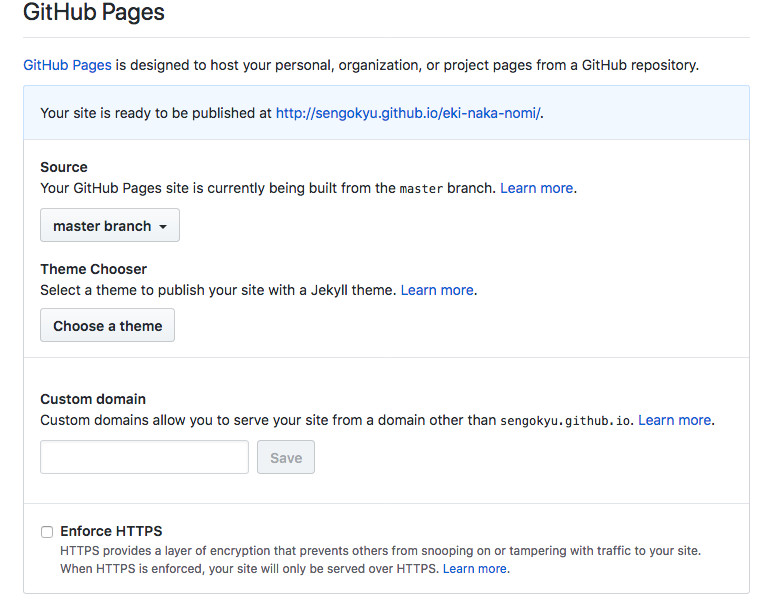 GitHub Pages
GitHub Pages is designed to host your personal, organization, or project pages from a GitHub repository.
Your site is ready to be published at http://sengokyu.github.io/eki-naka-nomi/.
Source
Your GitHub Pages site is currently being built from the master branch. Learn more.
master branch
Theme Chooser
Select a theme to publish your site with a Jekyll theme. Learn more.
Choose a theme
Custom domain
Custom domains allow you to serve your site from a domain other than sengokyu.github.io. Learn more.
Save
Enforce HTTPS
HTTPS provides a layer of encryption that prevents others from snooping on or tampering with traffic to your site.
When HTTPS is enforced, your site will only be served over HTTPS. Learn more.